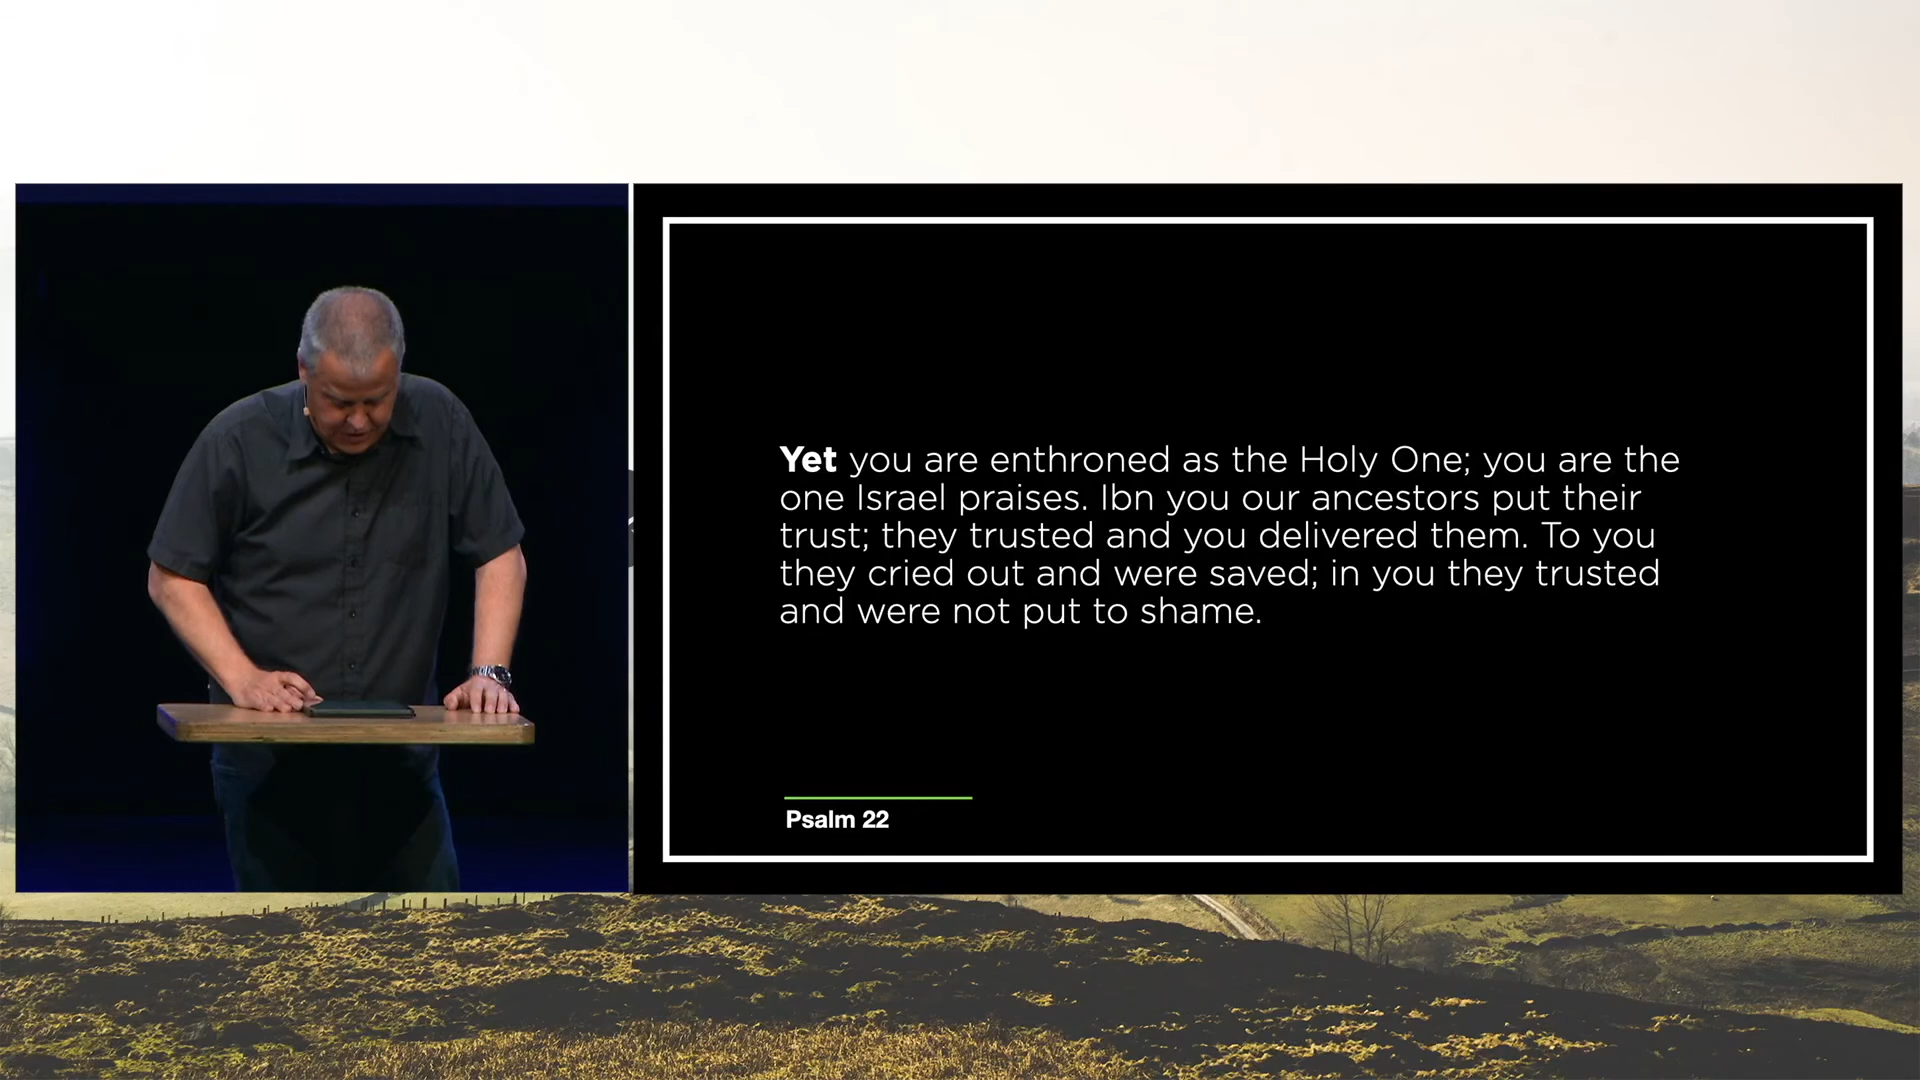 Yet you are enthroned as the Holy One; you are the
one Israel praises. Ibn you our ancestors put their
trust; they trusted and you delivered them. To you
they cried out and were saved; in you they trusted
and were not put to shame.
Psalm 22